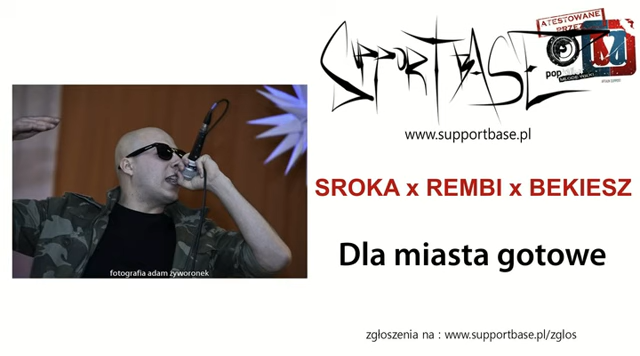 SUPPORTBASE
ATESTOWANE
PRZEZ
www.supportbase.pl
SROKA x REMBI x BEKIESZ
Dla miasta gotowe
fotografia adam żyworonek
zgłoszenia na : www.supportbase.pl/zglos